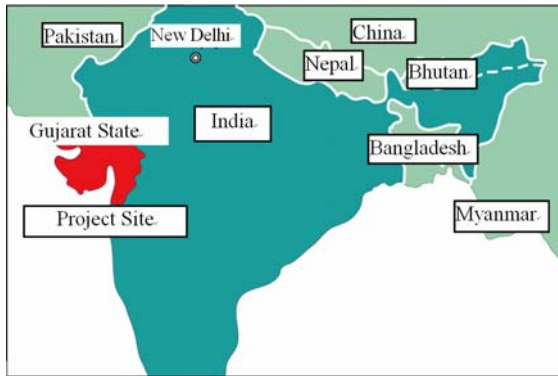 China
Pakistan
New Delhi
Nepal
Bhutan
India
Gujarat State
Bangladesh
Project Site
Myanmar